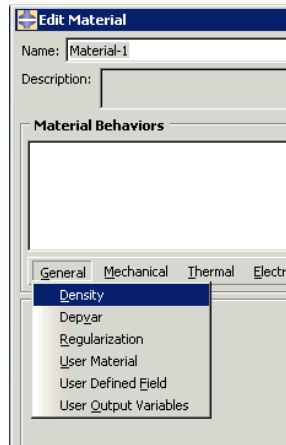 Edit Material
Name: Material-1
Description:
Material Behaviors
General Mechanical Thermal Electr
Density
Depvar
Regularization
User Material
User Defined Field
User Output Variables